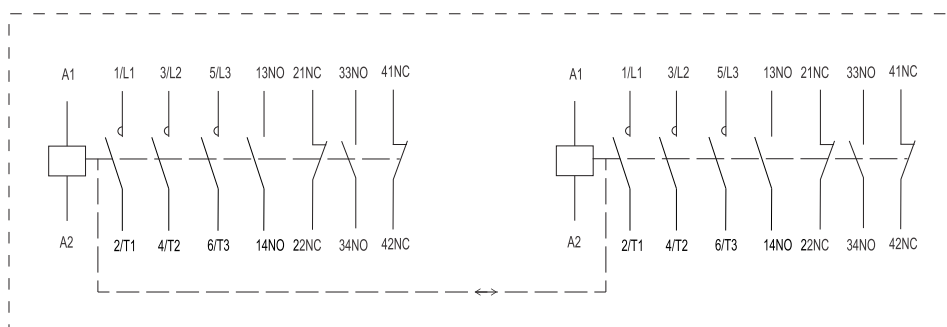 A1 1/L1 3/L2 5/L3 13NO 21NC 33NO 41NC A1 1/L1 3/L2 5/L3 13NO 21NC 33NO 41NC
A2 2/T1 4/T2 6/T3 14NO 22NC 34NO 42NC A2 2/T1 4/T2 6/T3 14NO 22NC 34NO 42NC